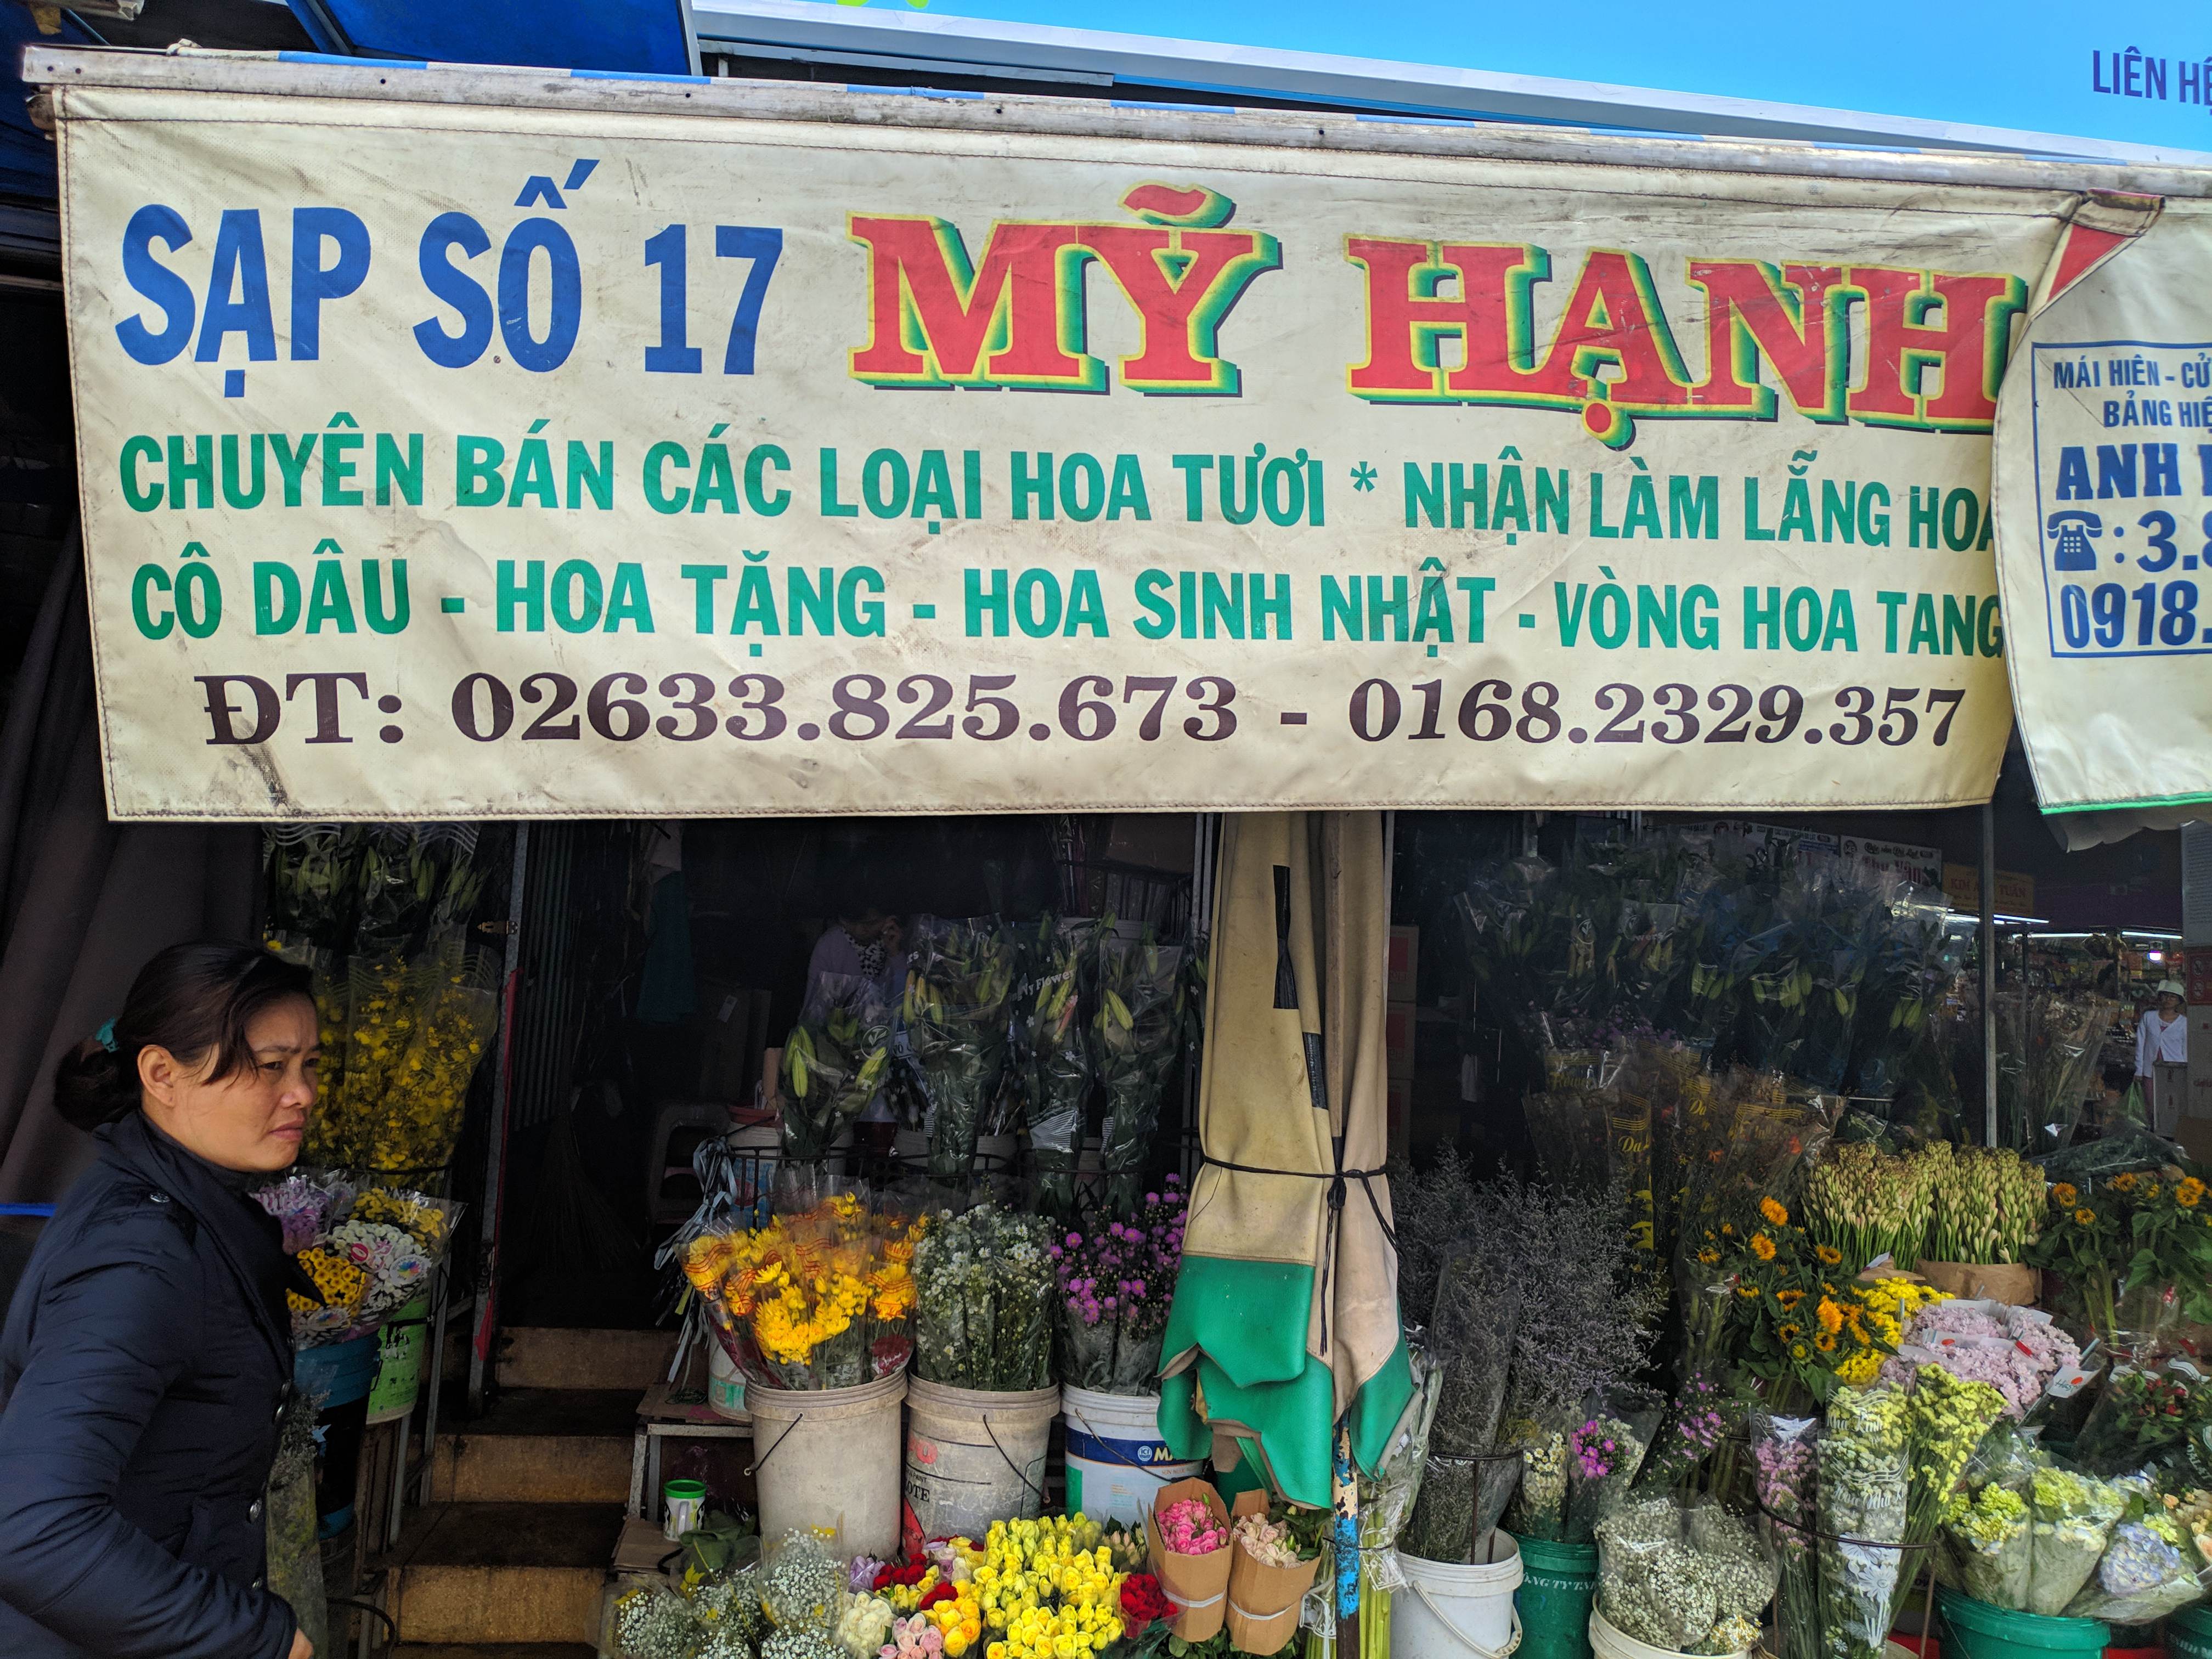 LIÊN HỆ
SẠP SỐ 17 MỸ HẠNH
CHUYÊN BÁN CÁC LOẠI HOA TƯƠI * NHẬN LÀM LẴNG HOA
CÔ DÂU - HOA TẶNG - HOA SINH NHẬT - VÒNG HOA TANG
ĐT: 02633.825.673 - 0168.2329.357
MÁI HIÊN - CỬ
BẢNG HIỆ
ANH
: 3.8
0918.